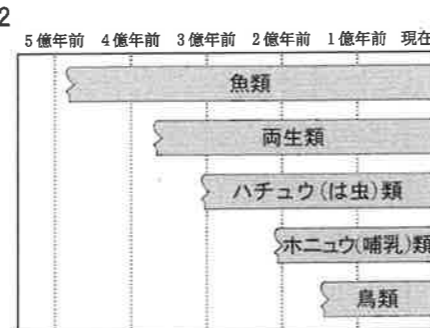 2
5億年前 4億年前 3億年前 2億年前 1億年前 現在
魚類
両生類
ハチュウ(は虫)類
ホニュウ(哺乳)類
鳥類